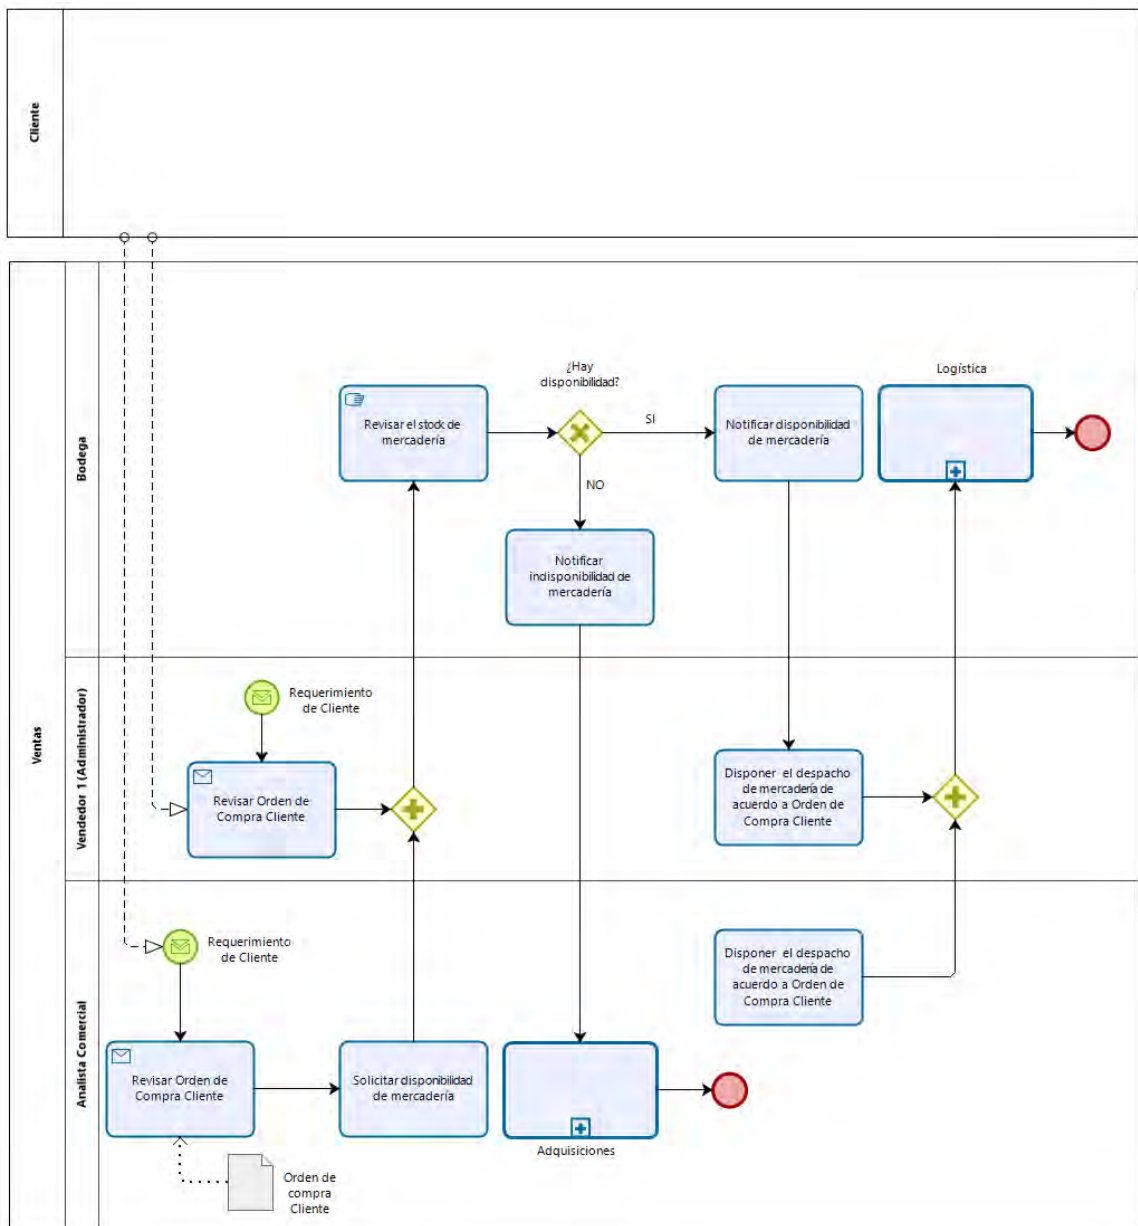 Cliente
Ventas
Bodega
¿Hay
disponibilidad?
Logística
Revisar el stock de
mercadería
SI
Notificar disponibilidad
de mercadería
NO
Notificar
indisponibilidad de
mercadería
Vendedor 1 (Administrador)
Requerimiento
de Cliente
Revisar Orden de
Compra Cliente
Disponer el despacho
de mercadería de
acuerdo a Orden de
Compra Cliente
Analista Comercial
Requerimiento
de Cliente
Disponer el despacho
de mercadería de
acuerdo a Orden de
Compra Cliente
Revisar Orden de
Compra Cliente
Solicitar disponibilidad
de mercadería
Adquisiciones
Orden de
compra
Cliente